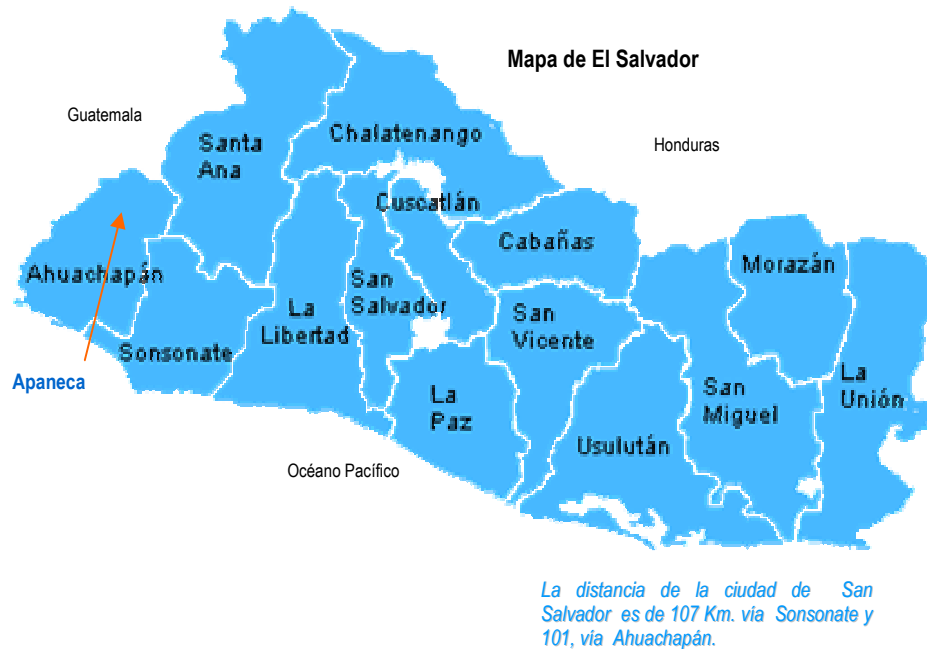 Mapa de El Salvador
Guatemala
Honduras
Santa
Ana
Chalatenango
Cuscatlán
Cabañas
Morazán
Ahuachapán
San
Salvador
La
Libertad
San
Vicente
Sonsonate
La
Unión
Apaneca
La
Paz
San
Miguel
Usulután
Océano Pacífico
La distancia de la ciudad de San
Salvador es de 107 Km. vía Sonsonate y
101, vía Ahuachapán.